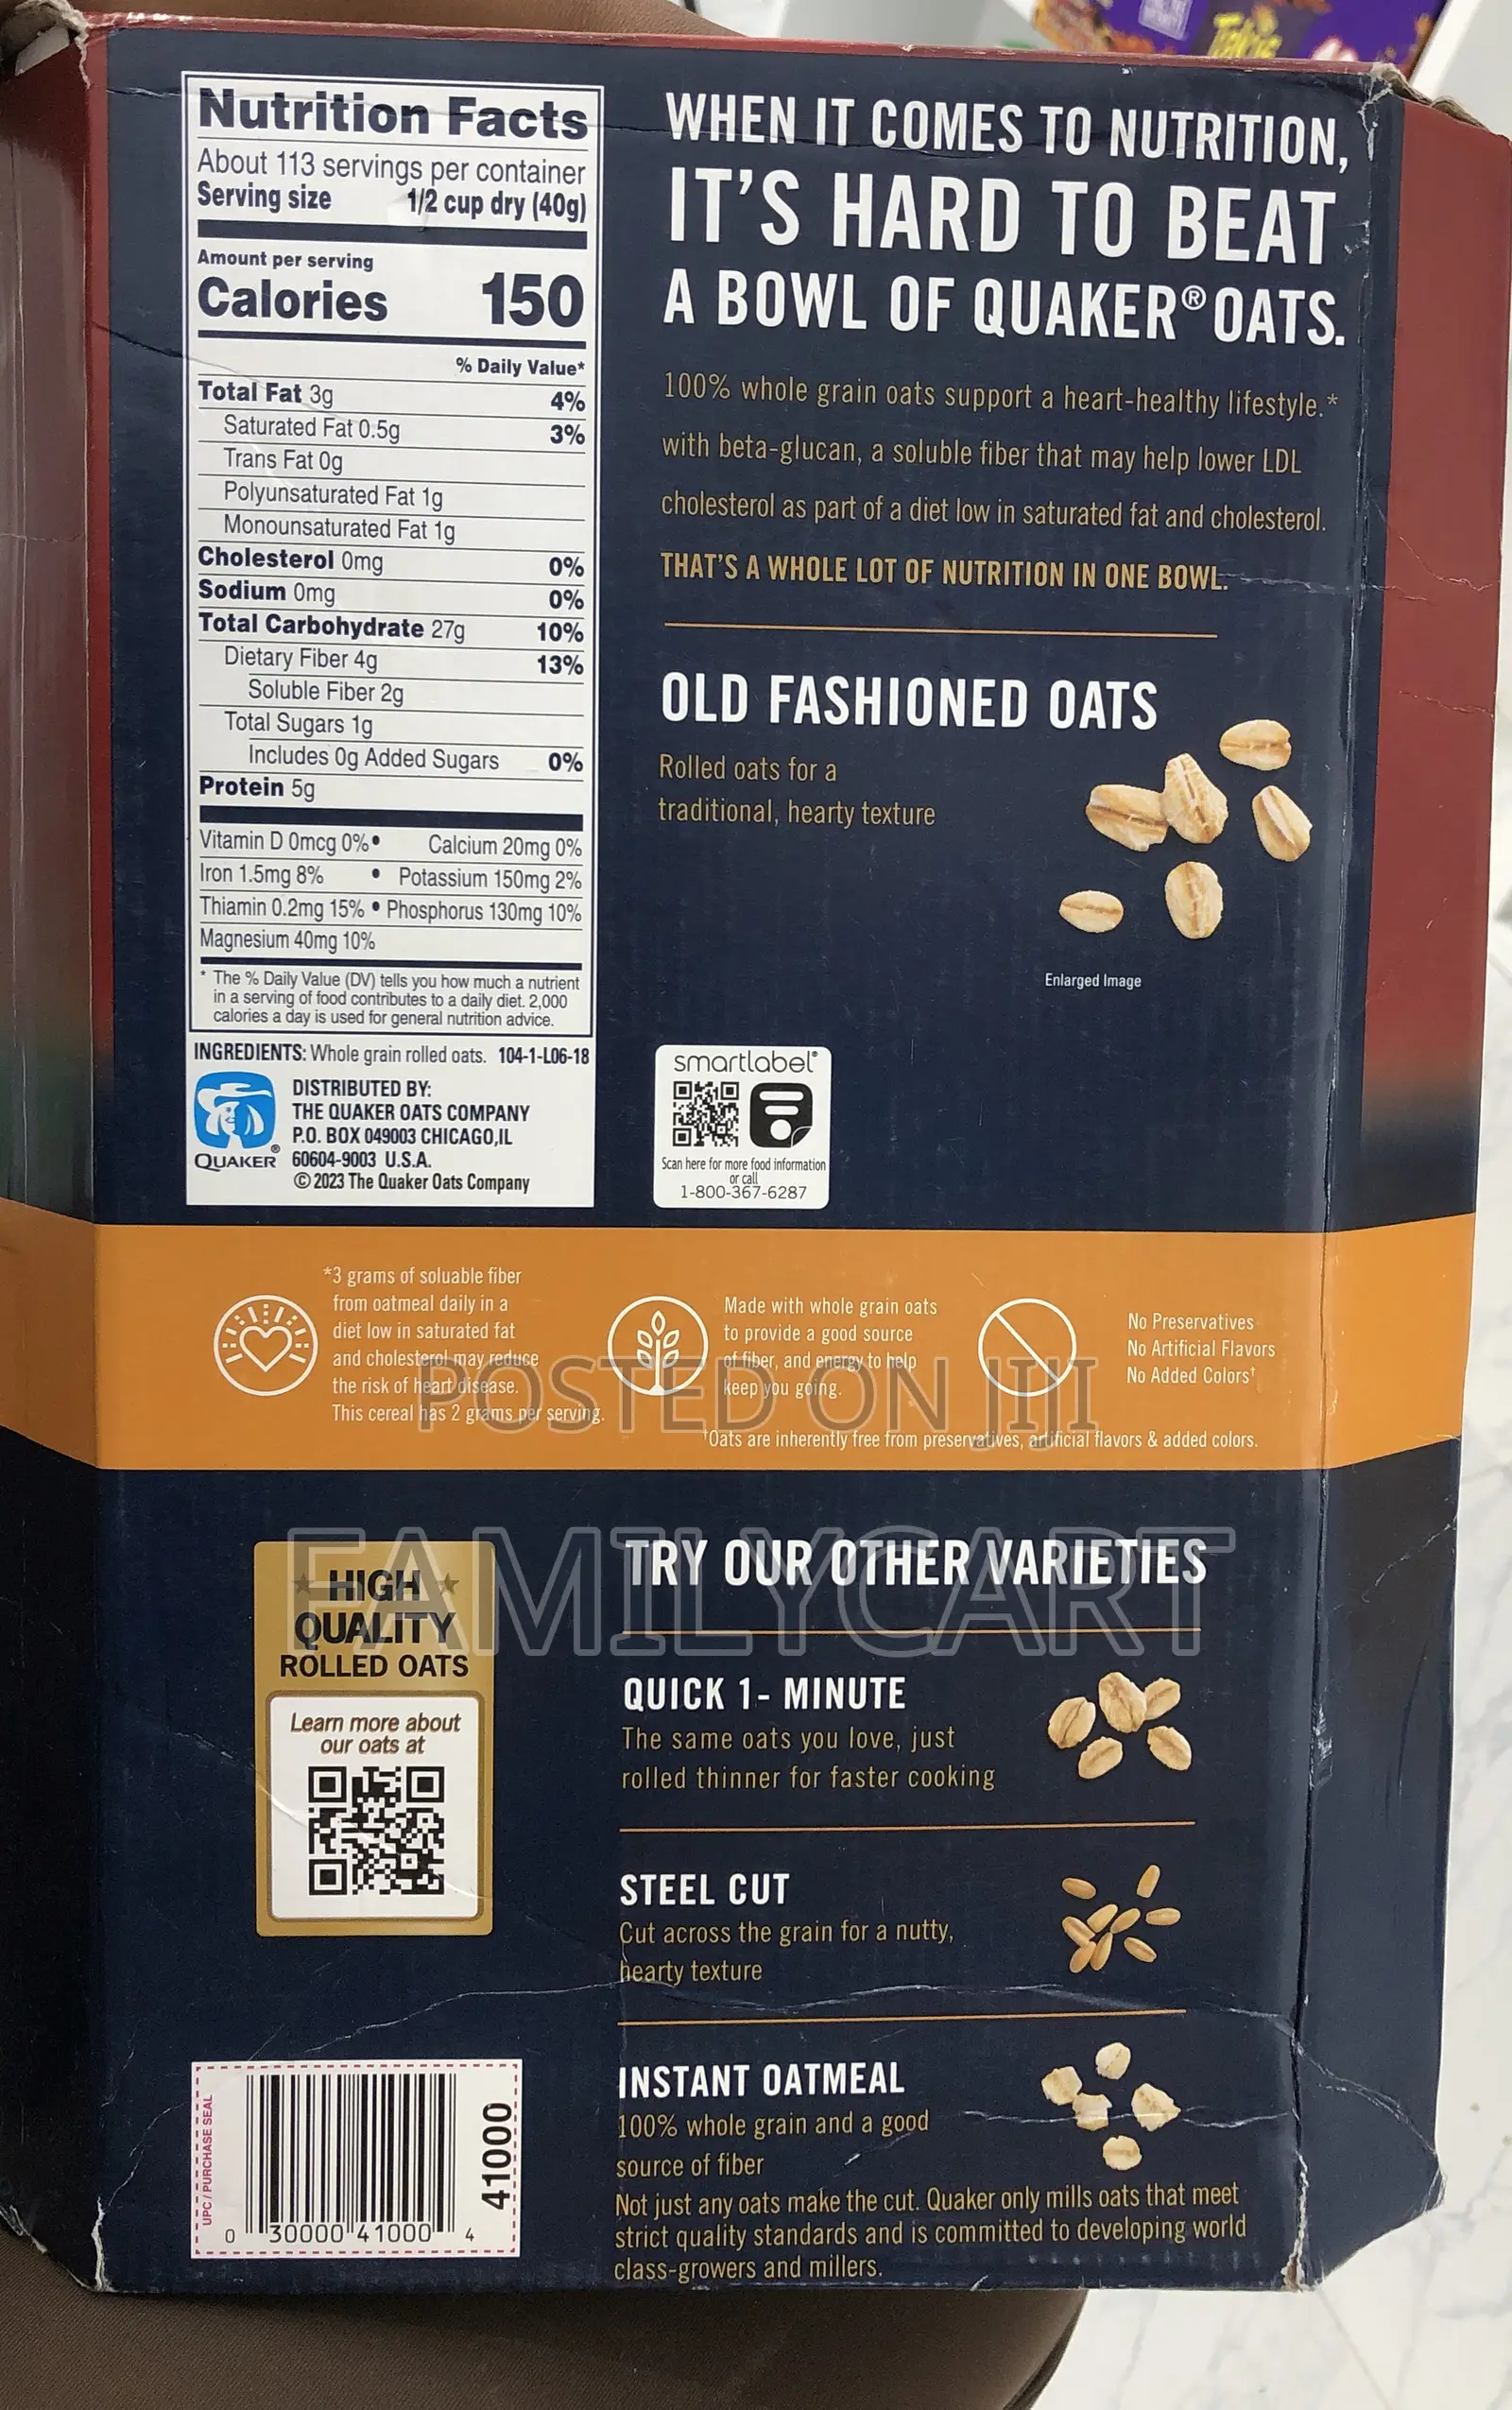 Takis
Nutrition Facts
About 113 servings per container
Serving size 1/2 cup dry (40g)
Amount per serving
Calories 150
% Daily Value*
Total Fat 3g 4%
Saturated Fat 0.5g 3%
Trans Fat 0g
Polyunsaturated Fat 1g
Monounsaturated Fat 1g
Cholesterol 0mg 0%
Sodium 0mg 0%
Total Carbohydrate 27g 10%
Dietary Fiber 4g 13%
Soluble Fiber 2g
Total Sugars 1g
Includes 0g Added Sugars 0%
Protein 5g
Vitamin D 0mcg 0% • Calcium 20mg 0%
Iron 1.5mg 8% • Potassium 150mg 2%
Thiamin 0.2mg 15% • Phosphorus 130mg 10%
Magnesium 40mg 10%
* The % Daily Value (DV) tells you how much a nutrient
in a serving of food contributes to a daily diet. 2,000
calories a day is used for general nutrition advice.
INGREDIENTS: Whole grain rolled oats. 104-1-L06-18
DISTRIBUTED BY:
THE QUAKER OATS COMPANY
P.O. BOX 049003 CHICAGO,IL
60604-9003 U.S.A.
© 2023 The Quaker Oats Company
QUAKER®
WHEN IT COMES TO NUTRITION,
IT'S HARD TO BEAT
A BOWL OF QUAKER® OATS.
100% whole grain oats support a heart-healthy lifestyle.*
with beta-glucan, a soluble fiber that may help lower LDL
cholesterol as part of a diet low in saturated fat and cholesterol.
THAT'S A WHOLE LOT OF NUTRITION IN ONE BOWL.
OLD FASHIONED OATS
Rolled oats for a
traditional, hearty texture
Enlarged Image
smartlabel®
Scan here for more food information
or call
1-800-367-6287
*3 grams of soluable fiber
from oatmeal daily in a
diet low in saturated fat
and cholesterol may reduce
the risk of heart disease.
This cereal has 2 grams per serving.
Made with whole grain oats
to provide a good source
of fiber, and energy to help
keep you going.
No Preservatives
No Artificial Flavors
No Added Colors†
†Oats are inherently free from preservatives, artificial flavors & added colors.
POSTED ON JIJI
FAMILYCART
HIGH
QUALITY
ROLLED OATS
Learn more about
our oats at
TRY OUR OTHER VARIETIES
QUICK 1- MINUTE
The same oats you love, just
rolled thinner for faster cooking
STEEL CUT
Cut across the grain for a nutty,
hearty texture
INSTANT OATMEAL
100% whole grain and a good
source of fiber
Not just any oats make the cut. Quaker only mills oats that meet
strict quality standards and is committed to developing world
class-growers and millers.
UPC / PURCHASE SEAL
0 30000 41000 4
41000